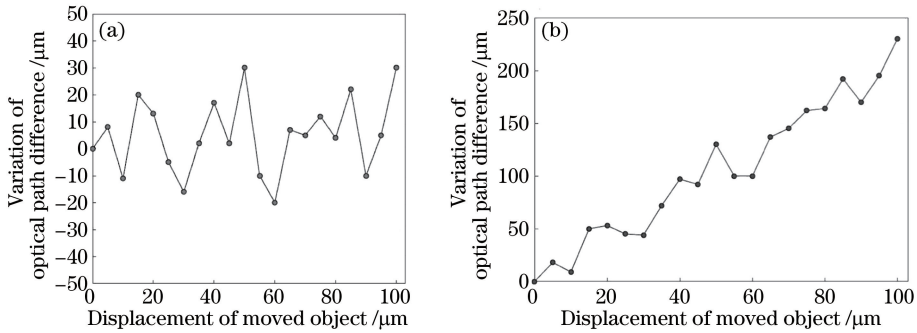 (a)
50
40
30
20
10
0
−10
−20
−30
−40
−50
Variation of
optical path difference /μm
0 20 40 60 80 100
Displacement of moved object /μm
(b)
250
200
150
100
50
0
Variation of
optical path difference /μm
0 20 40 60 80 100
Displacement of moved object /μm